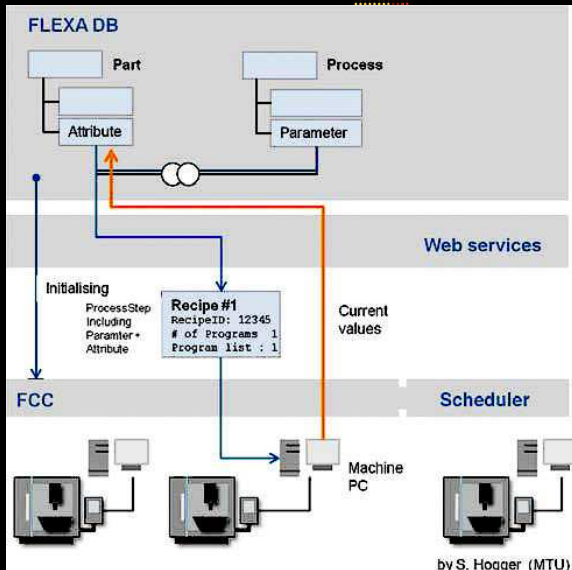 FLEXA DB
Part
Process
Attribute
Parameter
Web services
Initialising
ProcessStep
Including
Paramter +
Attribute
Recipe #1
RecipeID: 12345
# of Programs 1
Program list : 1
Current
values
FCC
Scheduler
Machine
PC
by S. Hogger (MTU)